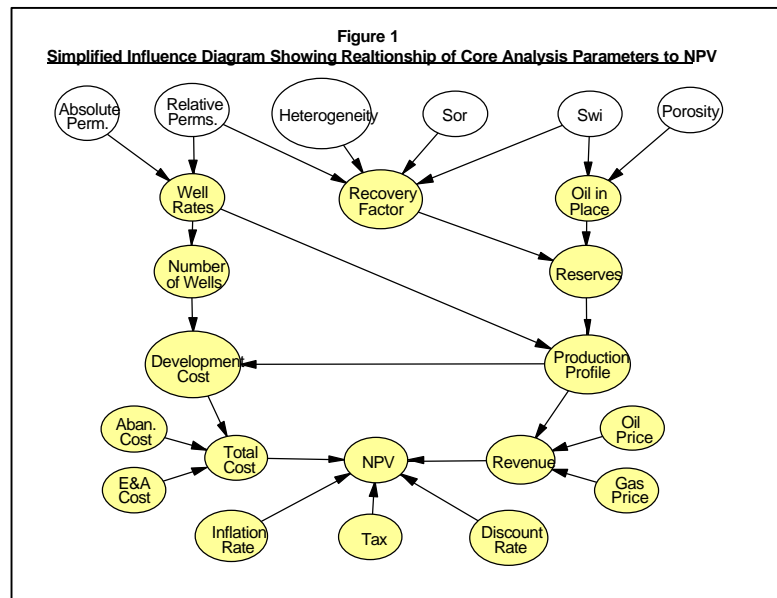 Figure 1
Simplified Influence Diagram Showing Realtionship of Core Analysis Parameters to NPV
Absolute
Perm.
Relative
Perms.
Heterogeneity
Sor
Swi
Porosity
Well
Rates
Recovery
Factor
Oil in
Place
Number
of Wells
Reserves
Development
Cost
Production
Profile
Aban.
Cost
Oil
Price
E&A
Cost
Total
Cost
NPV
Revenue
Gas
Price
Inflation
Rate
Tax
Discount
Rate